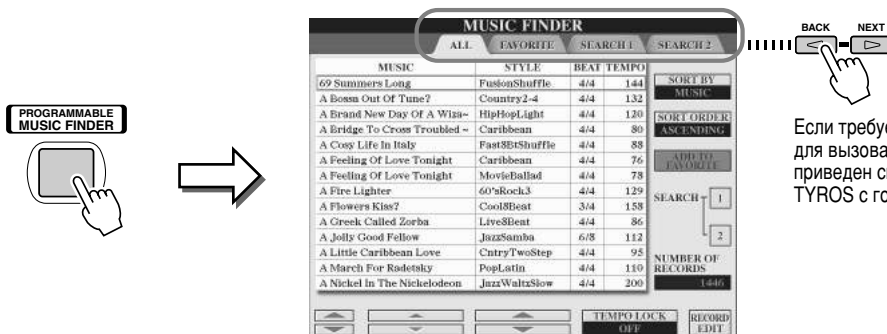 PROGRAMMABLE
MUSIC FINDER
MUSIC FINDER
ALL FAVORITE SEARCH 1 SEARCH 2
MUSIC STYLE BEAT TEMPO
69 Summers Long FusionShuffle 4/4 144
A Bossn Out Of Tune? Country2-4 4/4 132
A Brand New Day Of A Wiza~ HipHopLight 4/4 120
A Bridge To Cross Troubled ~ Caribbean 4/4 80
A Cosy Life In Italy Fast8BtShuffle 4/4 88
A Feeling Of Love Tonight Caribbean 4/4 76
A Feeling Of Love Tonight MovieBallad 4/4 78
A Fire Lighter 60'sRock3 4/4 129
A Flowers Kiss? Cool8Beat 3/4 158
A Greek Called Zorba Live8Beat 4/4 86
A Jolly Good Fellow JazzSamba 6/8 112
A Little Caribbean Love CntryTwoStep 4/4 95
A March For Radetsky PopLatin 4/4 110
A Nickel In The Nickelodeon JazzWaltzSlow 4/4 200
SORT BY
MUSIC
SORT ORDER
ASCENDING
ADD TO
FAVORITE
SEARCH 1
2
NUMBER OF
RECORDS
1446
TEMPO LOCK
OFF
RECORD
EDIT
BACK NEXT
Если требуе
для вызова
приведен сп
TYROS с го